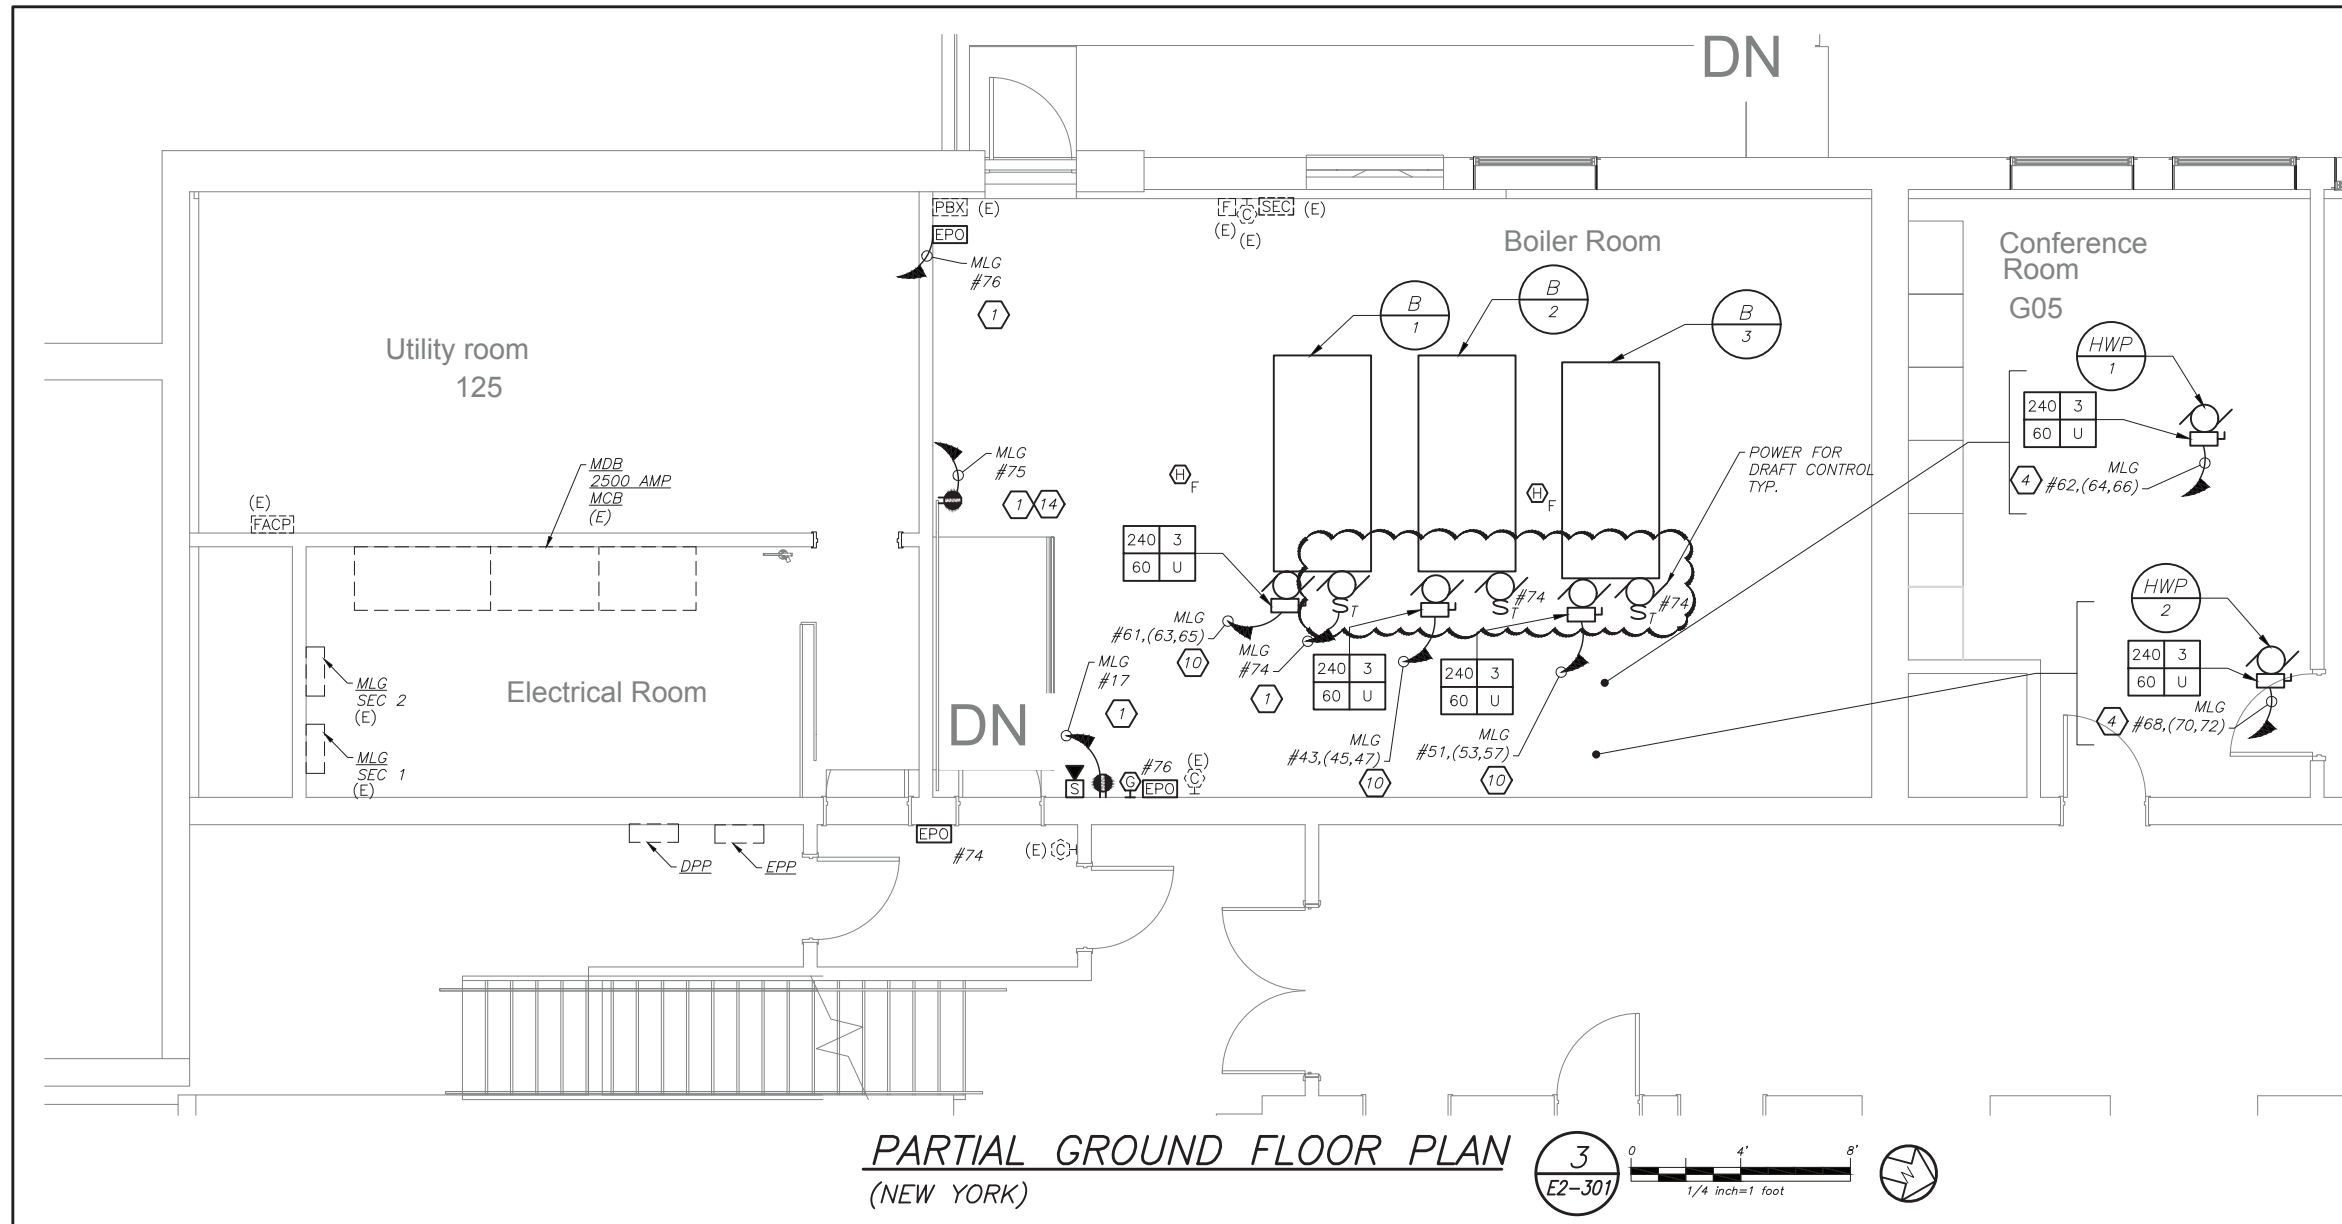 DN
PBX (E)
EPO
MLG
#76
1
F C SEC (E)
(E) (E)
Boiler Room
Conference
Room
G05
Utility room
125
B
1
B
2
B
3
HWP
1
240 3
60 U
MLG
4 #62,(64,66)
MLG
#75
1 14
H F
H F
POWER FOR
DRAFT CONTROL
TYP.
MDB
2500 AMP
MCB
(E)
(E)
FACP
240 3
60 U
S T
S T #74
S T #74
MLG
#61,(63,65)
10
MLG
#74
1
240 3
60 U
240 3
60 U
HWP
2
240 3
60 U
MLG
4 #68,(70,72)
MLG
SEC 2
(E)
MLG
SEC 1
(E)
Electrical Room
DN
MLG
#17
1
MLG
#43,(45,47)
10
MLG
#51,(53,57)
10
S G #76
EPO
(E)
C
EPO
#74
(E) C
DPP
EPP
PARTIAL GROUND FLOOR PLAN
(NEW YORK)
3
E2-301
0 4' 8'
1/4 inch=1 foot
N